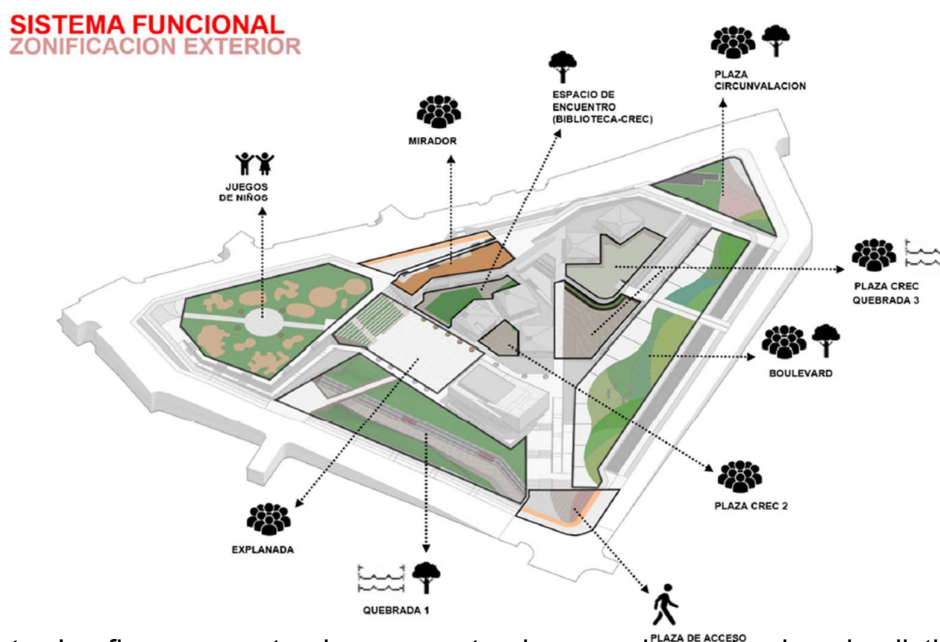 SISTEMA FUNCIONAL
ZONIFICACION EXTERIOR
PLAZA
CIRCUNVALACION
ESPACIO DE
ENCUENTRO
(BIBLIOTECA-CREC)
MIRADOR
JUEGOS
DE NIÑOS
PLAZA CREC
QUEBRADA 3
BOULEVARD
PLAZA CREC 2
EXPLANADA
QUEBRADA 1
PLAZA DE ACCESO